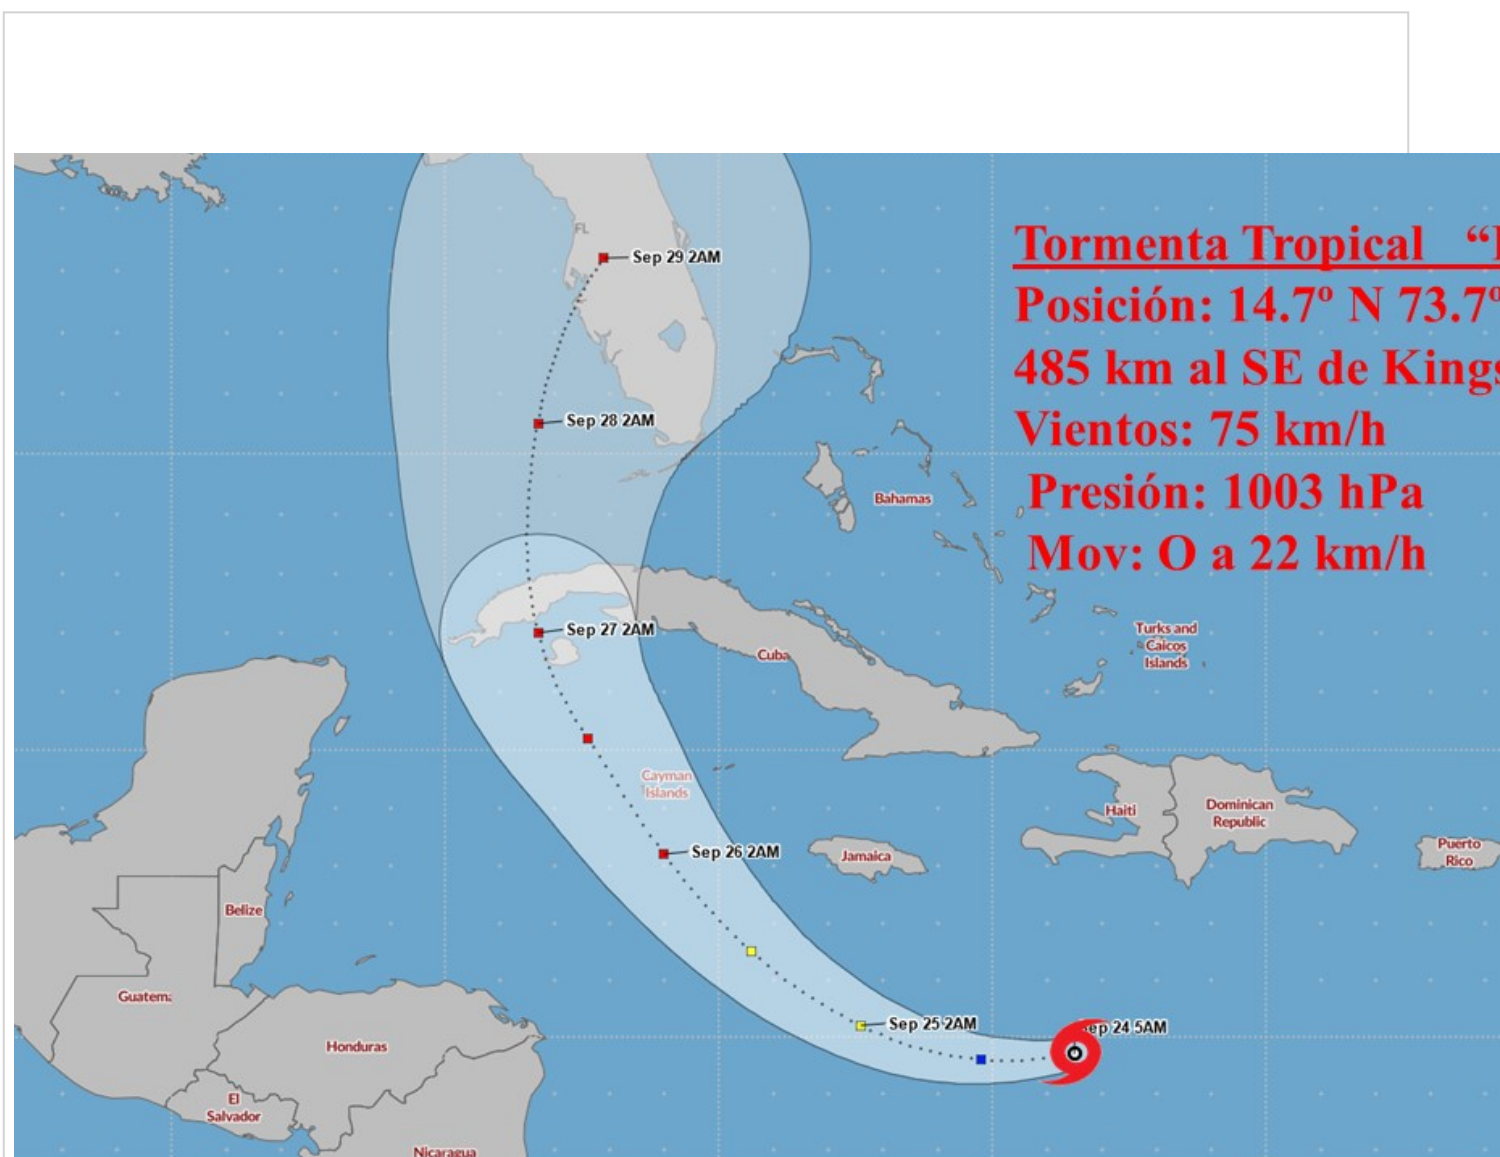 FL
Sep 29 2AM
Tormenta Tropical “
Posición: 14.7º N 73.7º
485 km al SE de Kings
Vientos: 75 km/h
Presión: 1003 hPa
Mov: O a 22 km/h
Sep 28 2AM
Bahamas
Sep 27 2AM
Cuba
Turks and
Caicos
Islands
Cayman
Islands
Haiti
Dominican
Republic
Puerto
Rico
Sep 26 2AM
Jamaica
Belize
Guatema
Sep 25 2AM
ep 24 5AM
Honduras
El
Salvador
Nicaragua